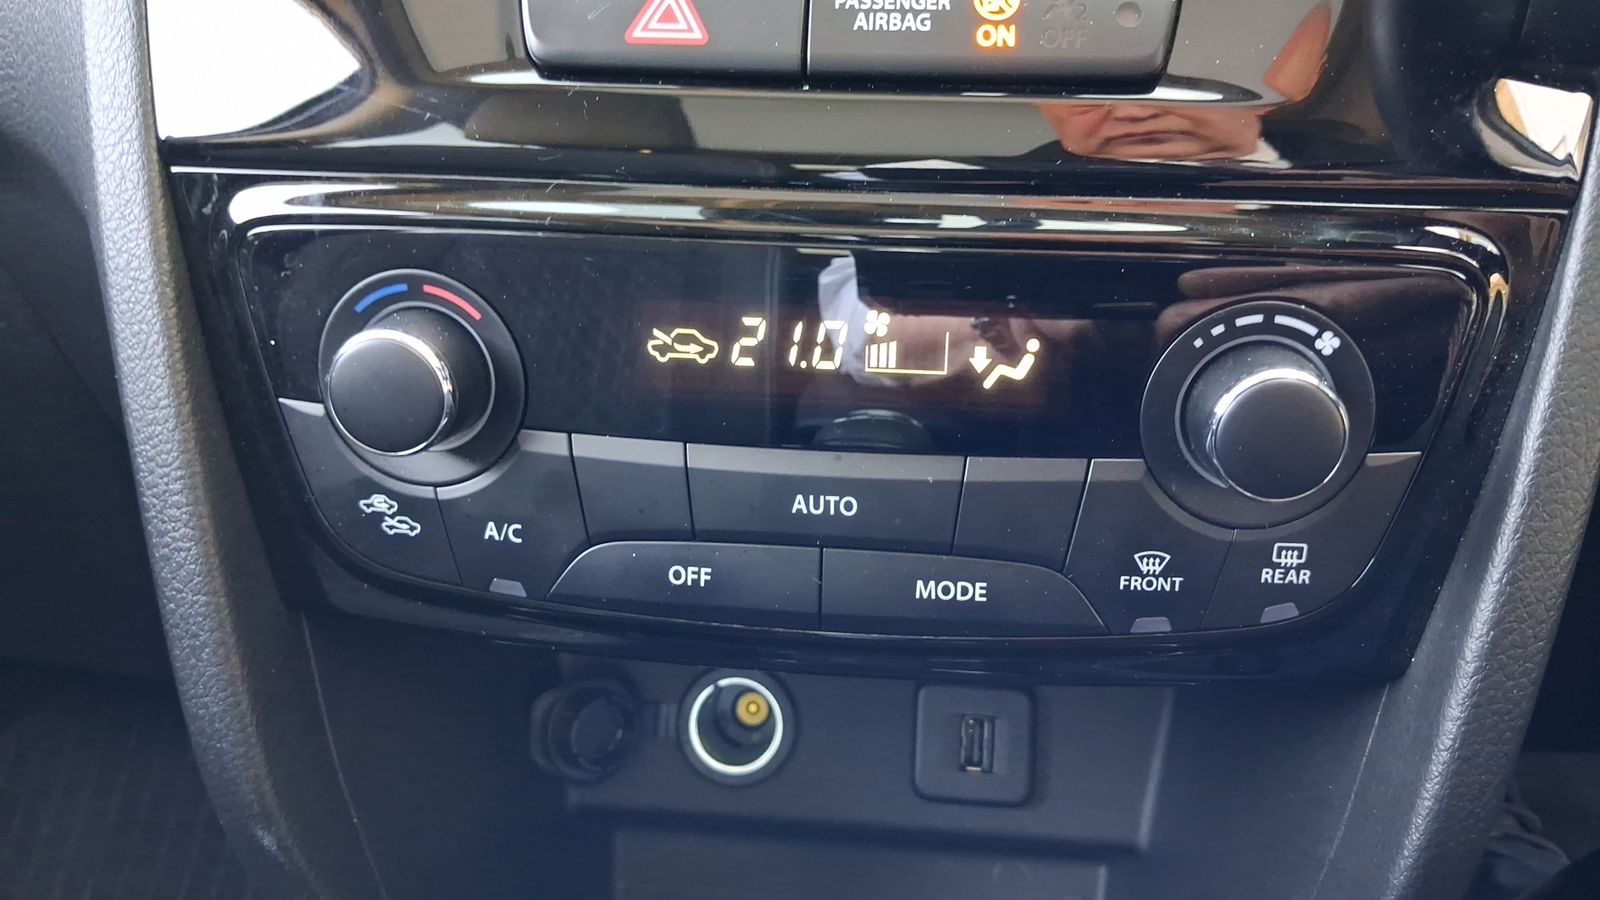 PASSENGER
AIRBAG
ON
OFF
21.0
AUTO
A/C
OFF
MODE
FRONT
REAR